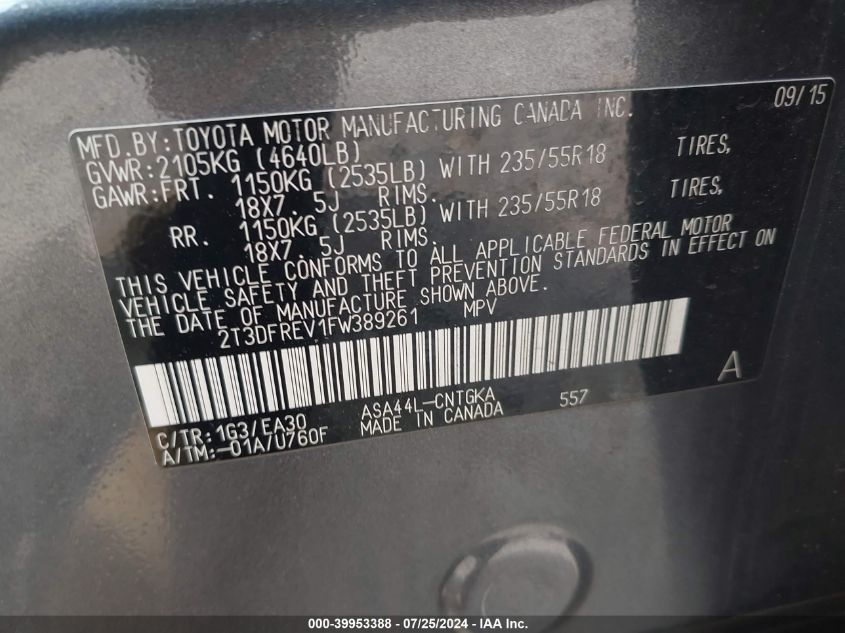 09/15
MFD.BY:TOYOTA MOTOR MANUFACTURING CANADA INC.
GVWR:2105KG (4640LB)
GAWR:FRT. 1150KG (2535LB) WITH 235/55R18 TIRES,
18X7.5J RIMS.
RR. 1150KG (2535LB) WITH 235/55R18 TIRES,
18X7.5J RIMS.
THIS VEHICLE CONFORMS TO ALL APPLICABLE FEDERAL MOTOR
VEHICLE SAFETY AND THEFT PREVENTION STANDARDS IN EFFECT ON
THE DATE OF MANUFACTURE SHOWN ABOVE.
2T3DFREV1FW389261 MPV
A
C/TR:1G3/EA30 ASA44L-CNTGKA 557
A/TM:-01A/U760F MADE IN CANADA
000-39953388 - 07/25/2024 - IAA Inc.